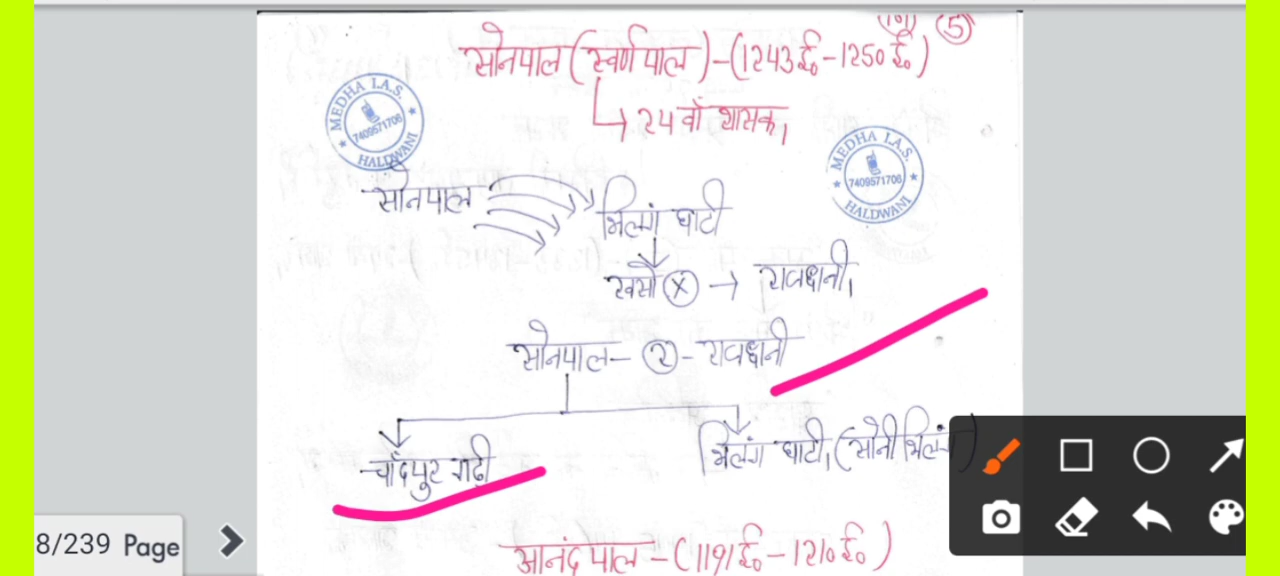 (5)
सोनपाल (स्वर्णपाल) - (1243 ई० - 1250 ई०)
↳ 24 वाँ शासक,
MEDHA I.A.S.
7409571706
HALDWANI
MEDHA I.A.S.
7409571706
HALDWANI
सोनपाल → भिलंग घाटी
खसों (X) → राजधानी,
सोनपाल - (2) - राजधानी
चाँदपुर गढ़ी
भिलंग घाटी, (सोनी भिलंग)
8/239 Page
आनंद पाल - (1191 ई० - 1210 ई०)